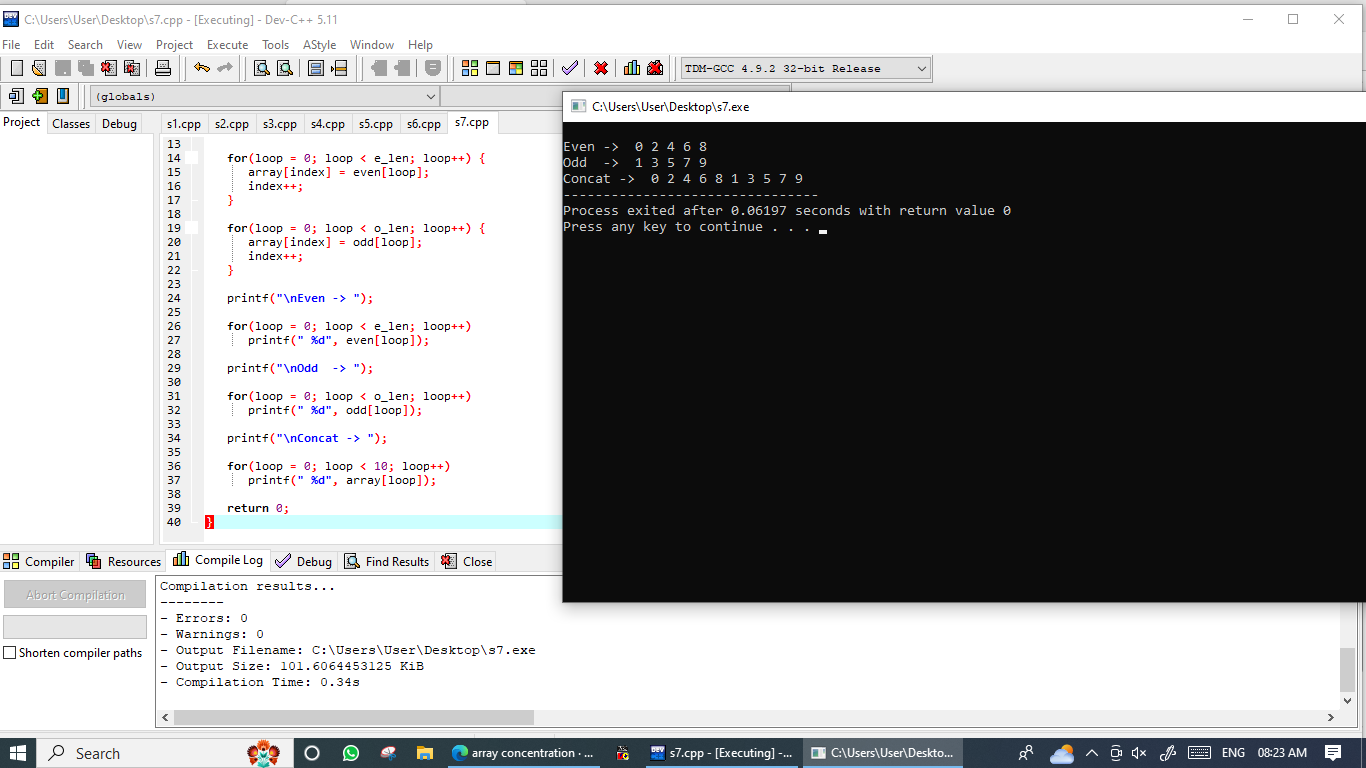 C:\Users\User\Desktop\s7.cpp - [Executing] - Dev-C++ 5.11
File Edit Search View Project Execute Tools AStyle Window Help
TDM-GCC 4.9.2 32-bit Release
(globals)
Project Classes Debug
s1.cpp s2.cpp s3.cpp s4.cpp s5.cpp s6.cpp s7.cpp
13
14 for(loop = 0; loop < e_len; loop++) {
15 array[index] = even[loop];
16 index++;
17 }
18
19 for(loop = 0; loop < o_len; loop++) {
20 array[index] = odd[loop];
21 index++;
22 }
23
24 printf("\nEven -> ");
25
26 for(loop = 0; loop < e_len; loop++)
27 printf(" %d", even[loop]);
28
29 printf("\nOdd  -> ");
30
31 for(loop = 0; loop < o_len; loop++)
32 printf(" %d", odd[loop]);
33
34 printf("\nConcat -> ");
35
36 for(loop = 0; loop < 10; loop++)
37 printf(" %d", array[loop]);
38
39 return 0;
40 }
C:\Users\User\Desktop\s7.exe
Even ->  0 2 4 6 8
Odd  ->  1 3 5 7 9
Concat ->  0 2 4 6 8 1 3 5 7 9
--------------------------------
Process exited after 0.06197 seconds with return value 0
Press any key to continue . . .
Compiler Resources Compile Log Debug Find Results Close
Abort Compilation
Shorten compiler paths
Compilation results...
--------
- Errors: 0
- Warnings: 0
- Output Filename: C:\Users\User\Desktop\s7.exe
- Output Size: 101.6064453125 KiB
- Compilation Time: 0.34s
Search
array concentration · ...
s7.cpp - [Executing] -...
C:\Users\User\Deskto...
ENG
08:23 AM